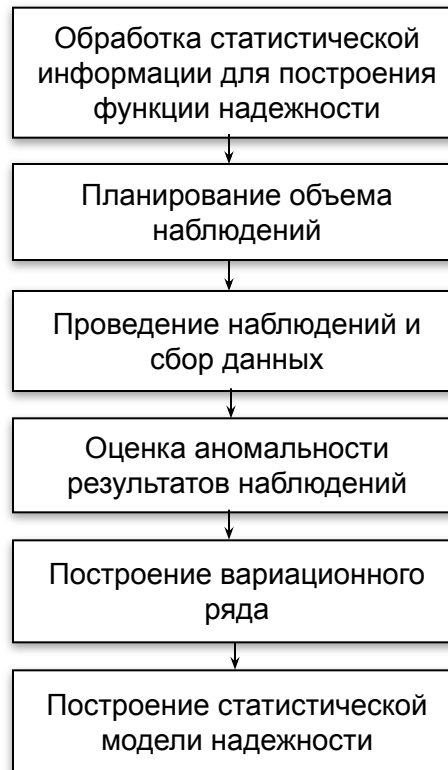 Обработка статистической
информации для построения
функции надежности
Планирование объема
наблюдений
Проведение наблюдений и
сбор данных
Оценка аномальности
результатов наблюдений
Построение вариационного
ряда
Построение статистической
модели надежности